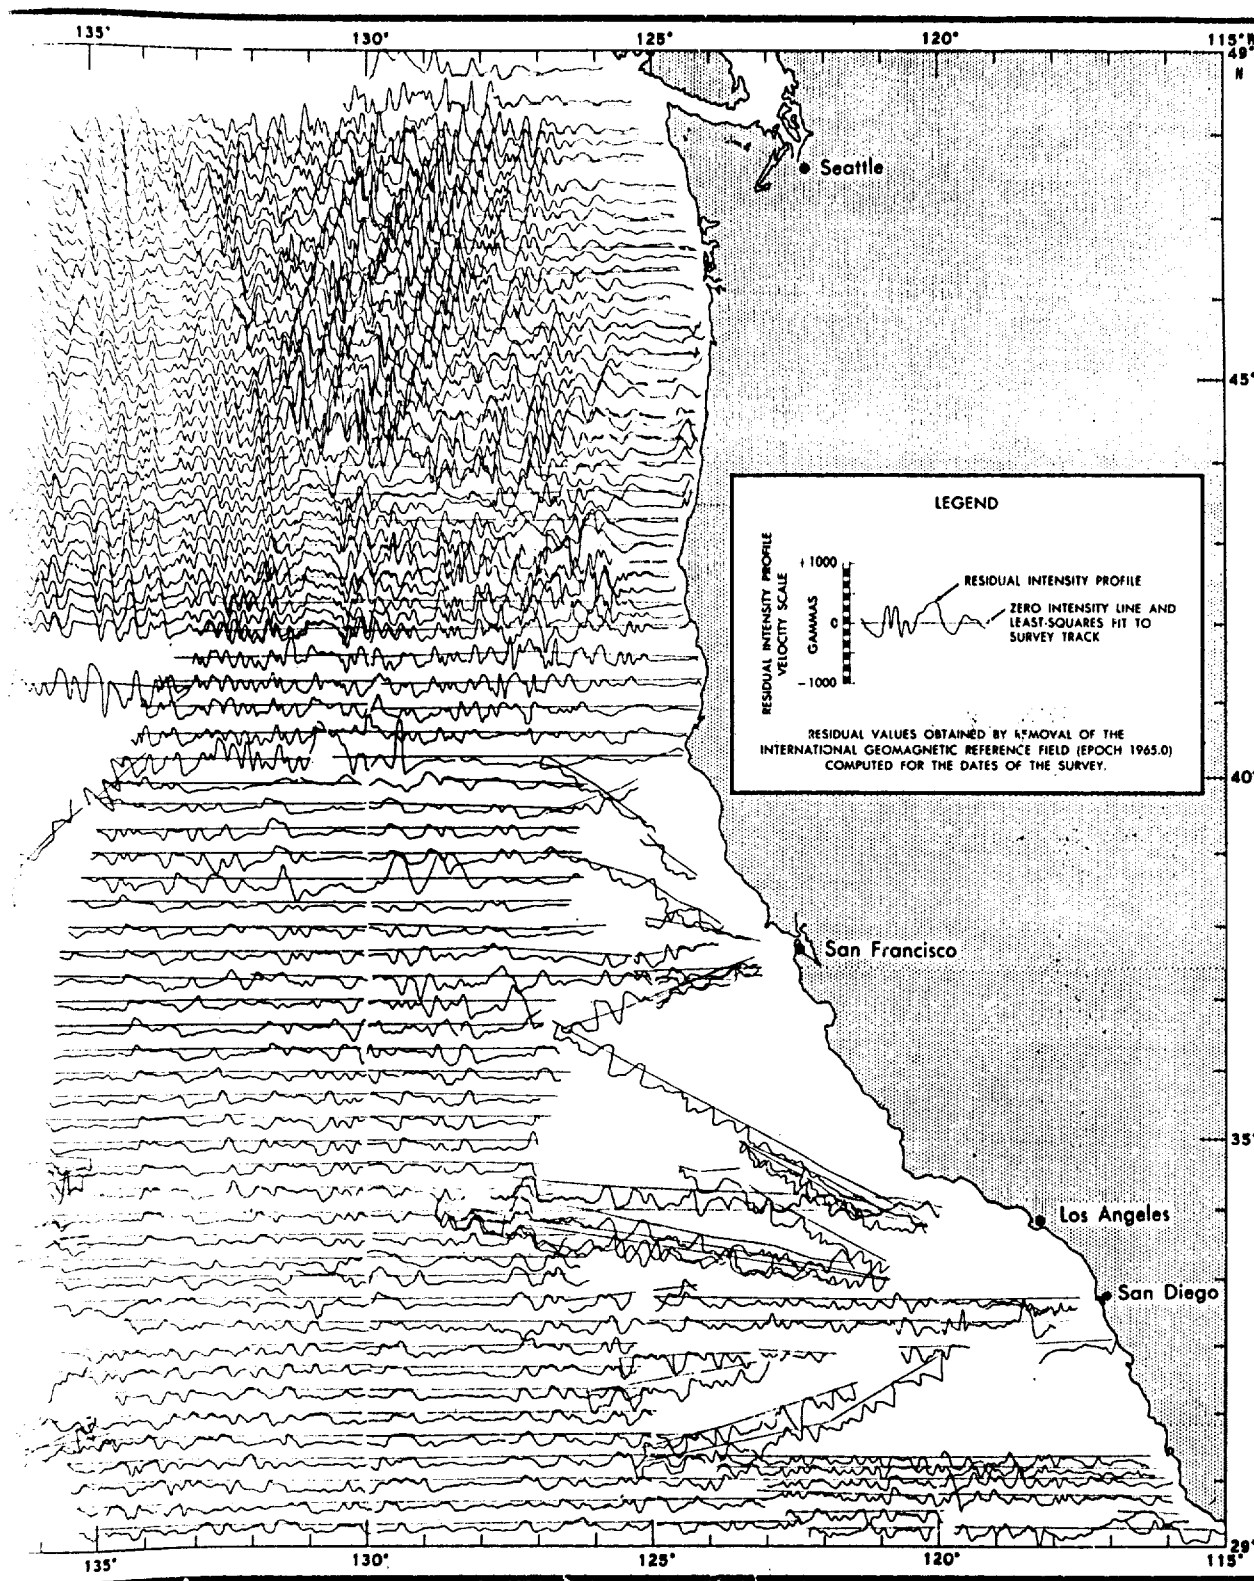 135° 130° 125° 120° 115° W
49°
N
Seattle
45°
LEGEND
RESIDUAL INTENSITY PROFILE
VELOCITY SCALE
GAMMAS
+1000
0
-1000
RESIDUAL INTENSITY PROFILE
ZERO INTENSITY LINE AND
LEAST-SQUARES FIT TO
SURVEY TRACK
RESIDUAL VALUES OBTAINED BY REMOVAL OF THE
INTERNATIONAL GEOMAGNETIC REFERENCE FIELD (EPOCH 1965.0)
COMPUTED FOR THE DATES OF THE SURVEY.
40°
San Francisco
35°
Los Angeles
San Diego
29°
135° 130° 125° 120° 115°